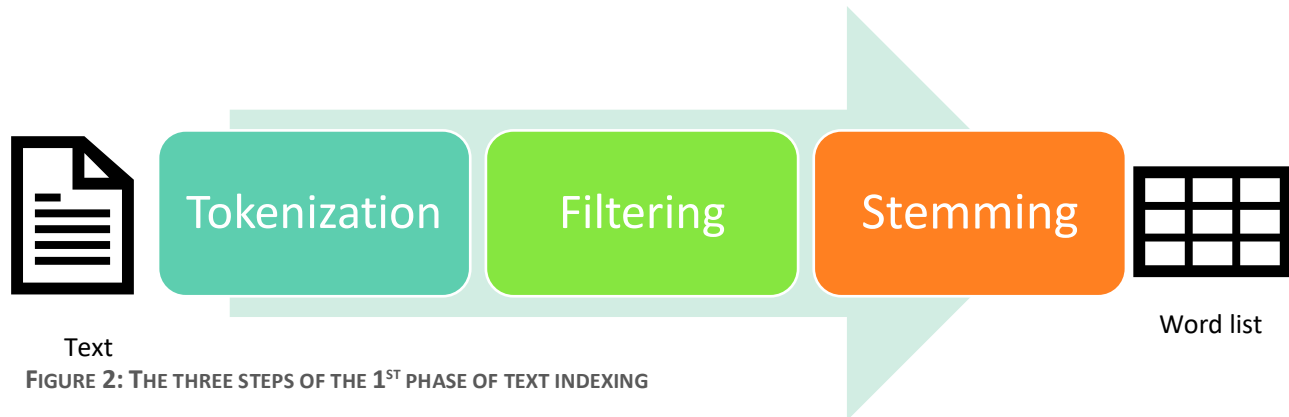 Tokenization
Filtering
Stemming
Text
Word list
FIGURE 2: THE THREE STEPS OF THE 1ST PHASE OF TEXT INDEXING